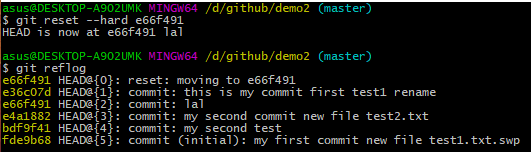 asus@DESKTOP-A902UMK MINGW64 /d/github/demo2 (master)
$ git reset --hard e66f491
HEAD is now at e66f491 lal
asus@DESKTOP-A902UMK MINGW64 /d/github/demo2 (master)
$ git reflog
e66f491 HEAD@{0}: reset: moving to e66f491
e36c07d HEAD@{1}: commit: this is my commit first test1 rename
e66f491 HEAD@{2}: commit: lal
e4a1882 HEAD@{3}: commit: my second commit new file test2.txt
bdf9f41 HEAD@{4}: commit: my second test
fde9b68 HEAD@{5}: commit (initial): my first commit new file test1.txt.swp